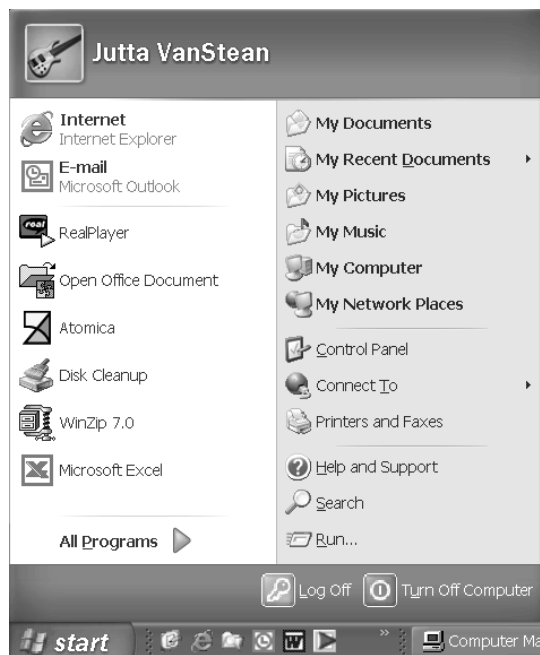 Jutta VanStean
Internet
Internet Explorer
E-mail
Microsoft Outlook
real
RealPlayer
Open Office Document
Atomica
Disk Cleanup
WinZip 7.0
Microsoft Excel
All Programs
My Documents
My Recent Documents
My Pictures
My Music
My Computer
My Network Places
Control Panel
Connect To
Printers and Faxes
Help and Support
Search
Run...
Log Off
Turn Off Computer
start
W
Computer Ma